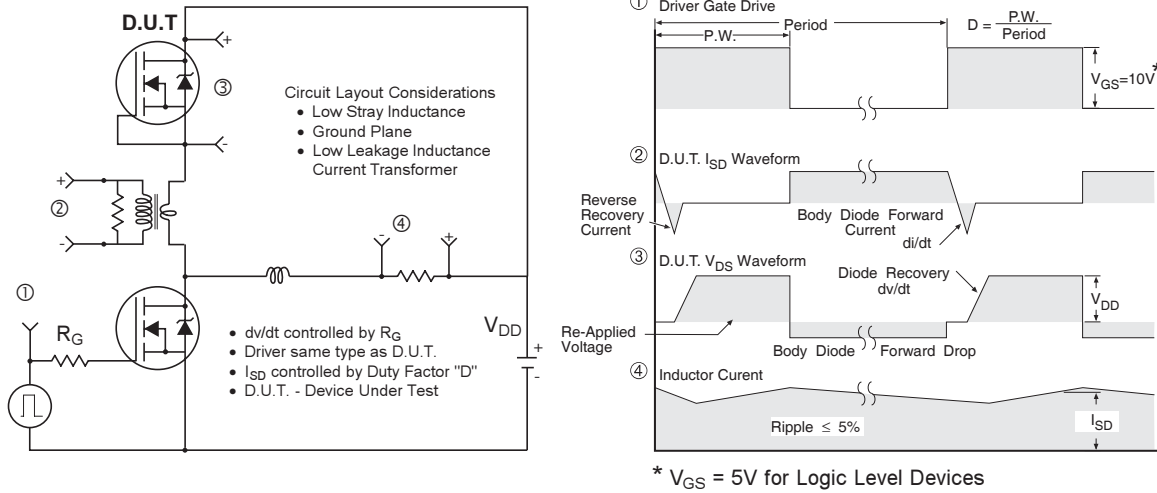 D.U.T
+
③
-
Circuit Layout Considerations
• Low Stray Inductance
• Ground Plane
• Low Leakage Inductance
Current Transformer
+
②
-
④
-
+
①
R_G
V_DD
+
-
• dv/dt controlled by R_G
• Driver same type as D.U.T.
• I_SD controlled by Duty Factor "D"
• D.U.T. - Device Under Test
① Driver Gate Drive
P.W.
Period
D = P.W. / Period
V_GS=10V *
② D.U.T. I_SD Waveform
Reverse
Recovery
Current
Body Diode Forward
Current
di/dt
③ D.U.T. V_DS Waveform
Diode Recovery
dv/dt
V_DD
Re-Applied
Voltage
Body Diode Forward Drop
④ Inductor Curent
Ripple ≤ 5%
I_SD
* V_GS = 5V for Logic Level Devices